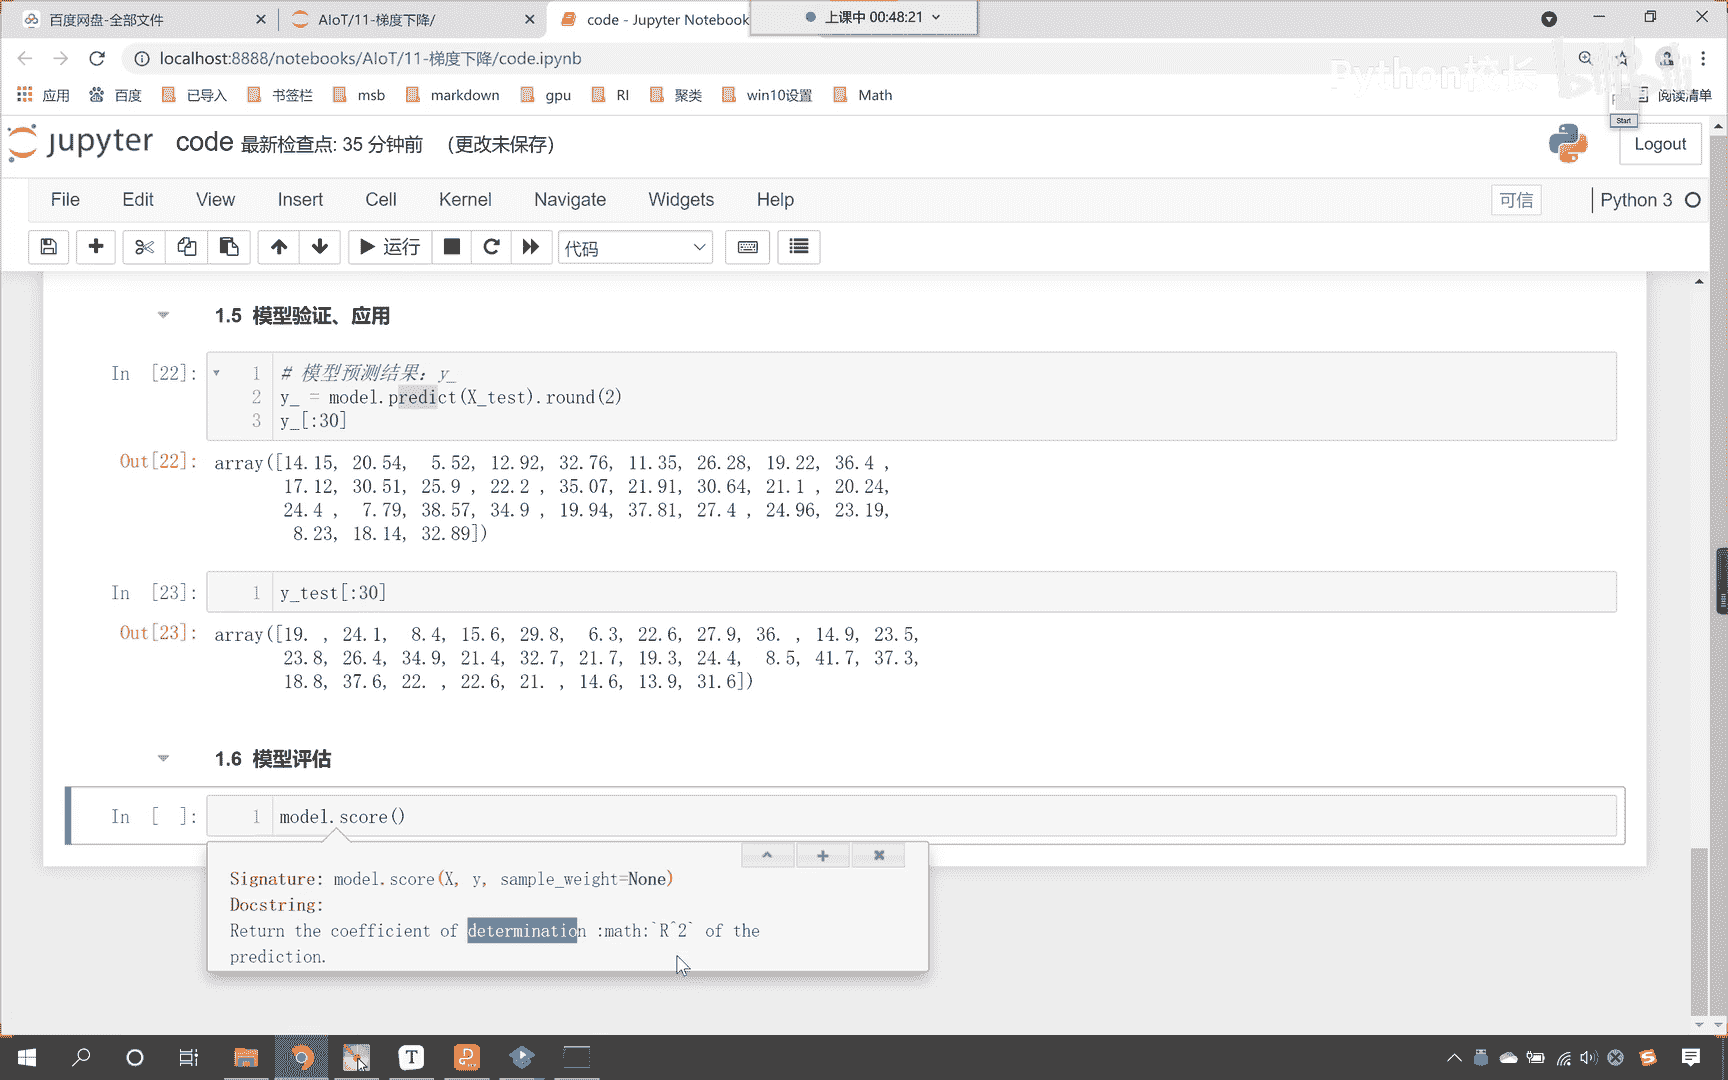 百度网盘-全部文件
AIoT/11-梯度下降/
code - Jupyter Notebook
上课中 00:48:21
localhost:8888/notebooks/AIoT/11-梯度下降/code.ipynb
应用 百度 已导入 书签栏 msb markdown gpu RI 聚类 win10设置 Math 阅读清单
Start
jupyter code 最新检查点: 35 分钟前 (更改未保存)
Logout
File Edit View Insert Cell Kernel Navigate Widgets Help 可信 Python 3
运行 代码
1.5 模型验证、应用
In [22]: 1 # 模型预测结果：y_
2 y_ = model.predict(X_test).round(2)
3 y_[:30]
Out[22]: array([14.15, 20.54,  5.52, 12.92, 32.76, 11.35, 26.28, 19.22, 36.4 ,
17.12, 30.51, 25.9 , 22.2 , 35.07, 21.91, 30.64, 21.1 , 20.24,
24.4 ,  7.79, 38.57, 34.9 , 19.94, 37.81, 27.4 , 24.96, 23.19,
8.23, 18.14, 32.89])
In [23]: 1 y_test[:30]
Out[23]: array([19. , 24.1,  8.4, 15.6, 29.8,  6.3, 22.6, 27.9, 36. , 14.9, 23.5,
23.8, 26.4, 34.9, 21.4, 32.7, 21.7, 19.3, 24.4,  8.5, 41.7, 37.3,
18.8, 37.6, 22. , 22.6, 21. , 14.6, 13.9, 31.6])
1.6 模型评估
In [ ]: 1 model.score()
Signature: model.score(X, y, sample_weight=None)
Docstring:
Return the coefficient of determination :math:`R^2` of the
prediction.